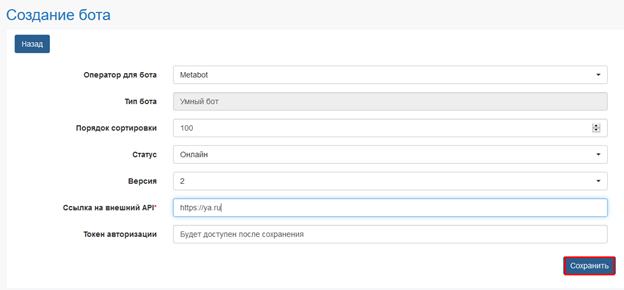 Создание бота
Назад
Оператор для бота Metabot
Тип бота Умный бот
Порядок сортировки 100
Статус Онлайн
Версия 2
Ссылка на внешний API* https://ya.ru
Токен авторизации Будет доступен после сохранения
Сохранить